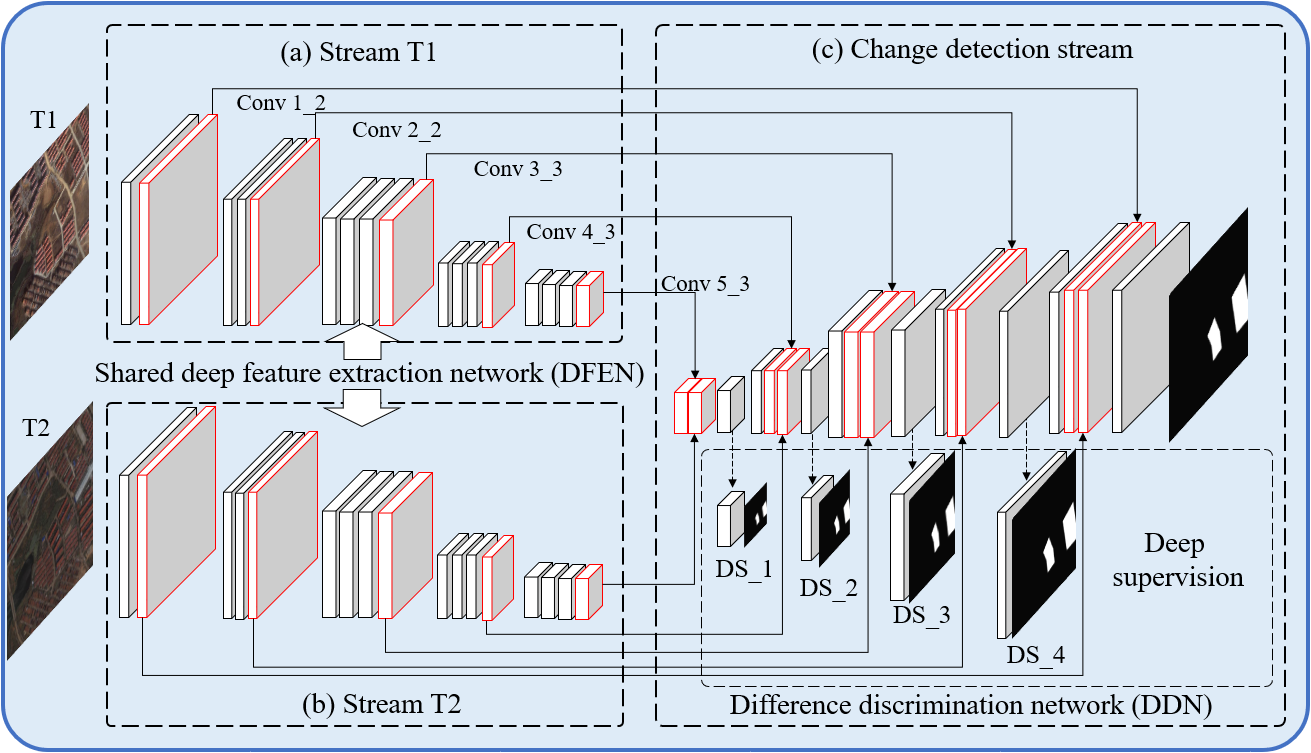 (a) Stream T1
(c) Change detection stream
T1
Conv 1_2
Conv 2_2
Conv 3_3
Conv 4_3
Conv 5_3
Shared deep feature extraction network (DFEN)
T2
DS_1
DS_2
DS_3
DS_4
Deep
supervision
(b) Stream T2
Difference discrimination network (DDN)